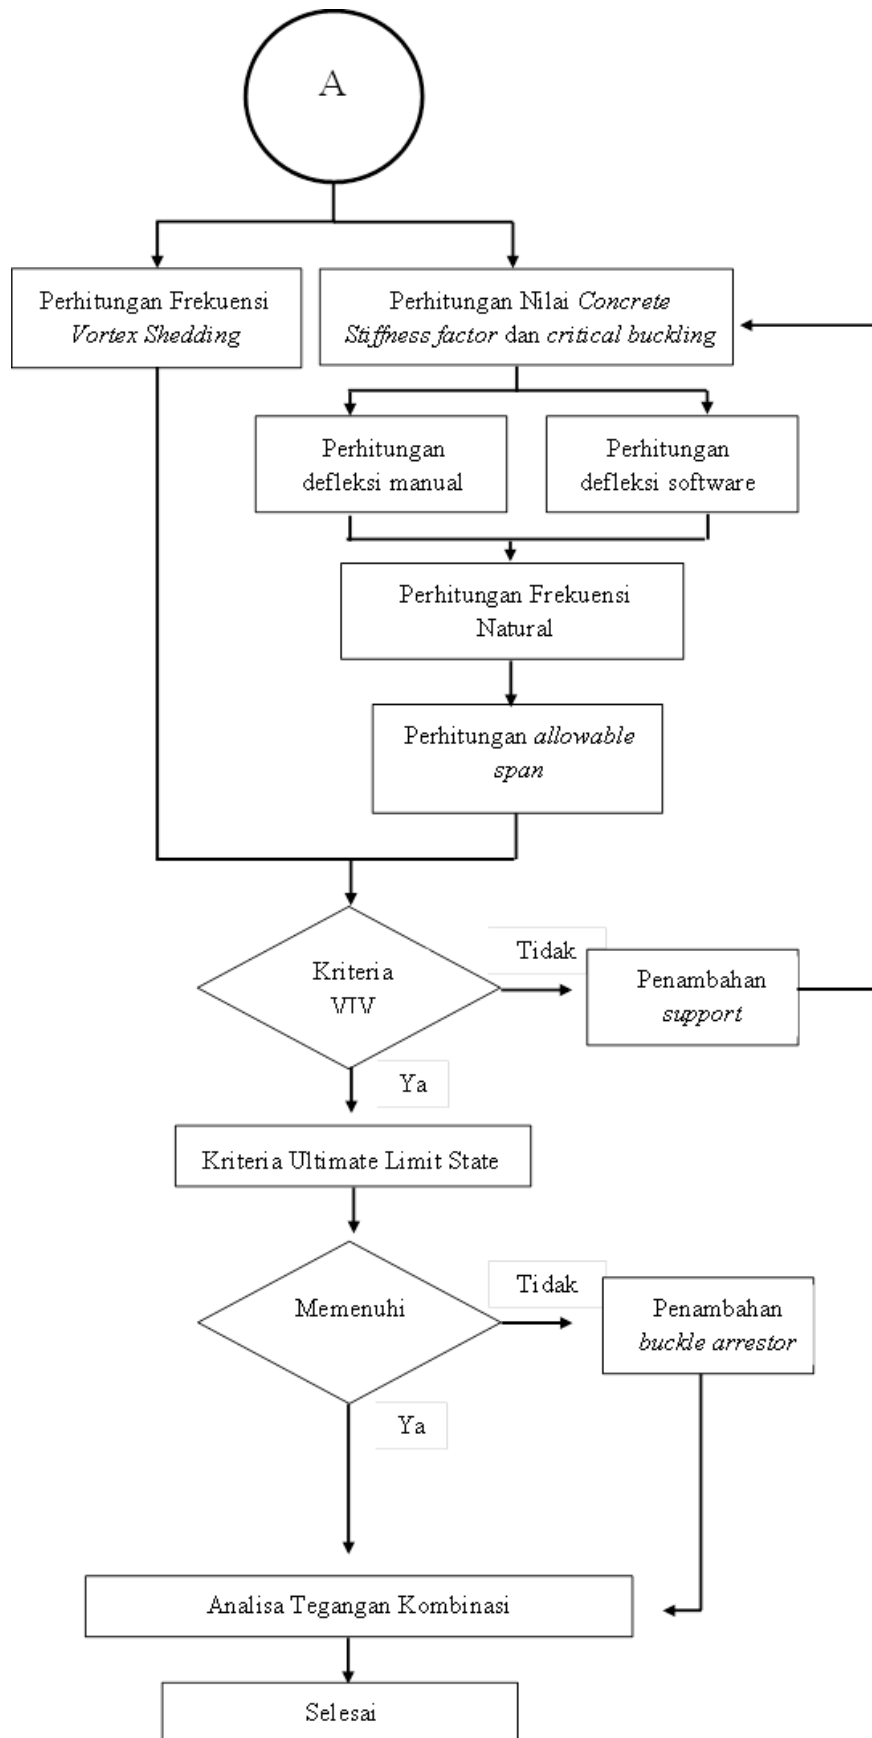 A
Perhitungan Frekuensi
Vortex Shedding
Perhitungan Nilai Concrete
Stiffness factor dan critical buckling
Perhitungan
defleksi manual
Perhitungan
defleksi software
Perhitungan Frekuensi
Natural
Perhitungan allowable
span
Kriteria
VIV
Tidak
Penambahan
support
Ya
Kriteria Ultimate Limit State
Memenuhi
Tidak
Penambahan
buckle arrestor
Ya
Analisa Tegangan Kombinasi
Selesai